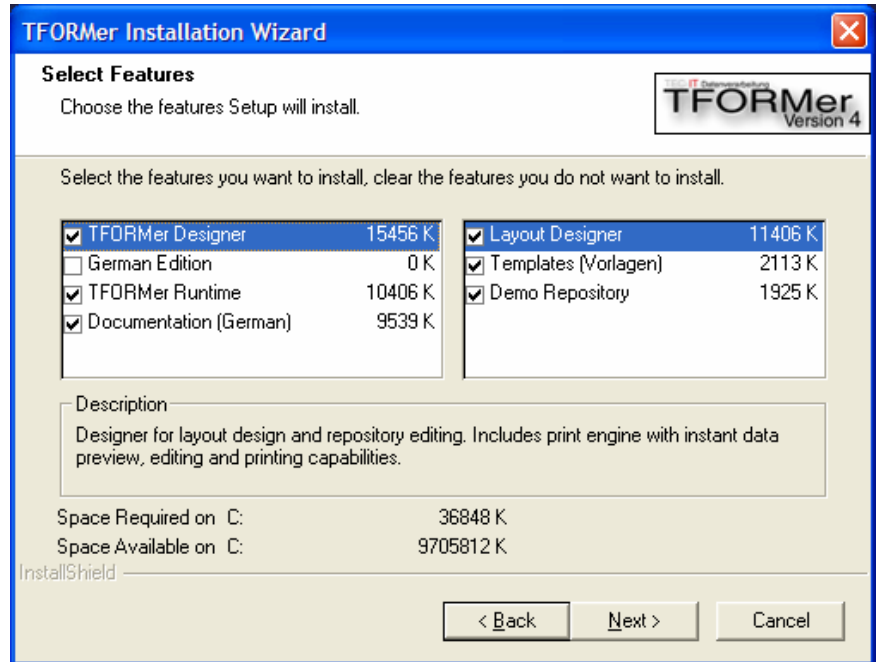 TFORMer Installation Wizard
Select Features
Choose the features Setup will install.
TEC-IT Datenverarbeitung
TFORMer
Version 4
Select the features you want to install, clear the features you do not want to install.
TFORMer Designer 15456 K
German Edition 0 K
TFORMer Runtime 10406 K
Documentation (German) 9539 K
Layout Designer 11406 K
Templates (Vorlagen) 2113 K
Demo Repository 1925 K
Description
Designer for layout design and repository editing. Includes print engine with instant data
preview, editing and printing capabilities.
Space Required on C: 36848 K
Space Available on C: 9705812 K
InstallShield
< Back Next > Cancel